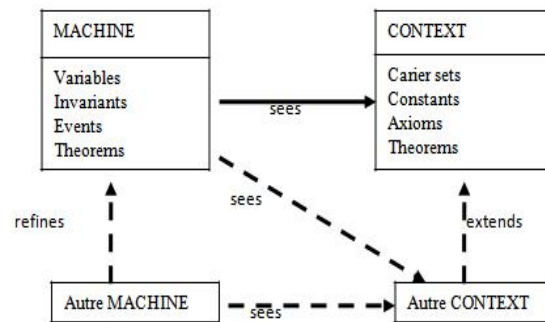 MACHINE
Variables
Invariants
Events
Theorems
sees
CONTEXT
Carier sets
Constants
Axioms
Theorems
refines
sees
extends
Autre MACHINE
sees
Autre CONTEXT